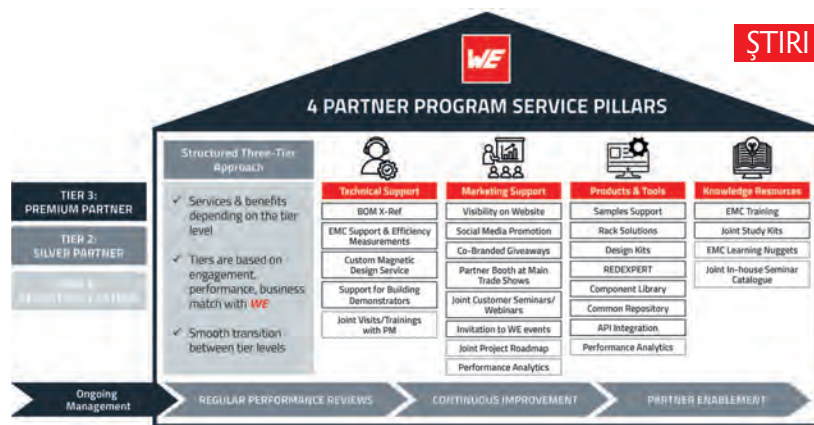 ȘTIRI
WE
4 PARTNER PROGRAM SERVICE PILLARS
Structured Three-Tier
Approach
✓ Services & benefits
depending on the tier
level
✓ Tiers are based on
engagement,
performance, business
match with WE
✓ Smooth transition
between tier levels
TIER 3:
PREMIUM PARTNER
TIER 2:
SILVER PARTNER
Technical Support
BOM X-Ref
EMC Support & Efficiency
Measurements
Custom Magnetic
Design Service
Support for Building
Demonstrators
Joint Visits/Trainings
with PM
Marketing Support
Visibility on Website
Social Media Promotion
Co-Branded Giveaways
Partner Booth at Main
Trade Shows
Joint Customer Seminars/
Webinars
Invitation to WE events
Joint Project Roadmap
Performance Analytics
Products & Tools
Samples Support
Rack Solutions
Design Kits
REDEXPERT
Component Library
Common Repository
API Integration
Performance Analytics
Knowledge Resources
EMC Training
Joint Study Kits
EMC Learning Nuggets
Joint In-house Seminar
Catalogue
Ongoing
Management
REGULAR PERFORMANCE REVIEWS
CONTINUOUS IMPROVEMENT
PARTNER ENABLEMENT